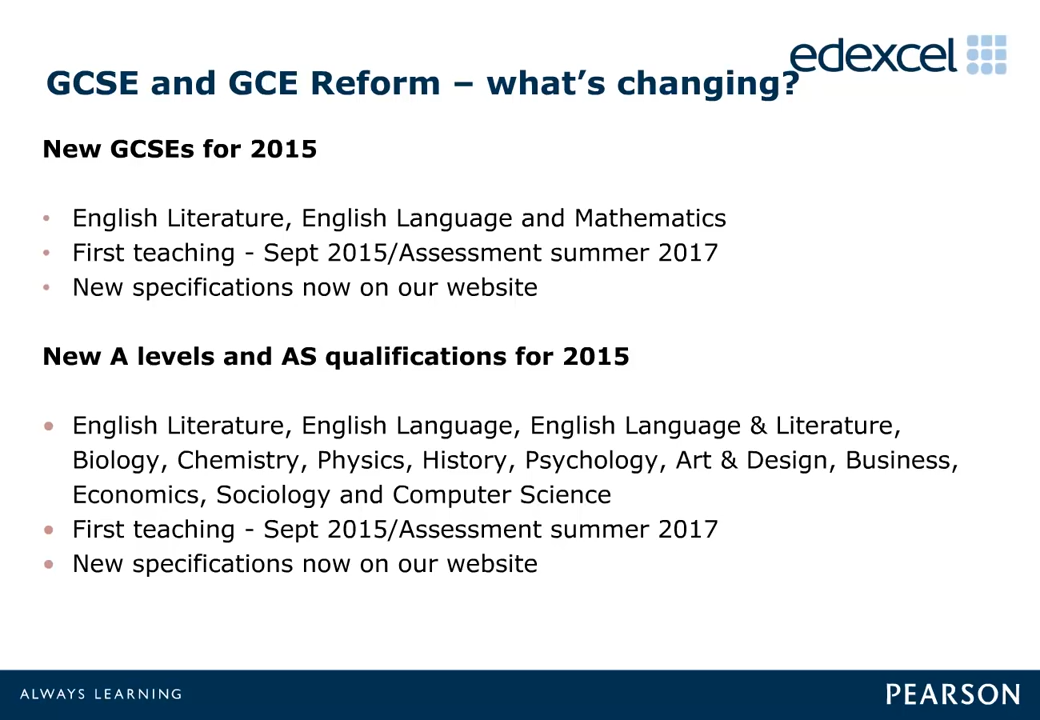 edexcel
GCSE and GCE Reform – what’s changing?
New GCSEs for 2015
• English Literature, English Language and Mathematics
• First teaching - Sept 2015/Assessment summer 2017
• New specifications now on our website
New A levels and AS qualifications for 2015
• English Literature, English Language, English Language & Literature,
Biology, Chemistry, Physics, History, Psychology, Art & Design, Business,
Economics, Sociology and Computer Science
• First teaching - Sept 2015/Assessment summer 2017
• New specifications now on our website
ALWAYS LEARNING
PEARSON